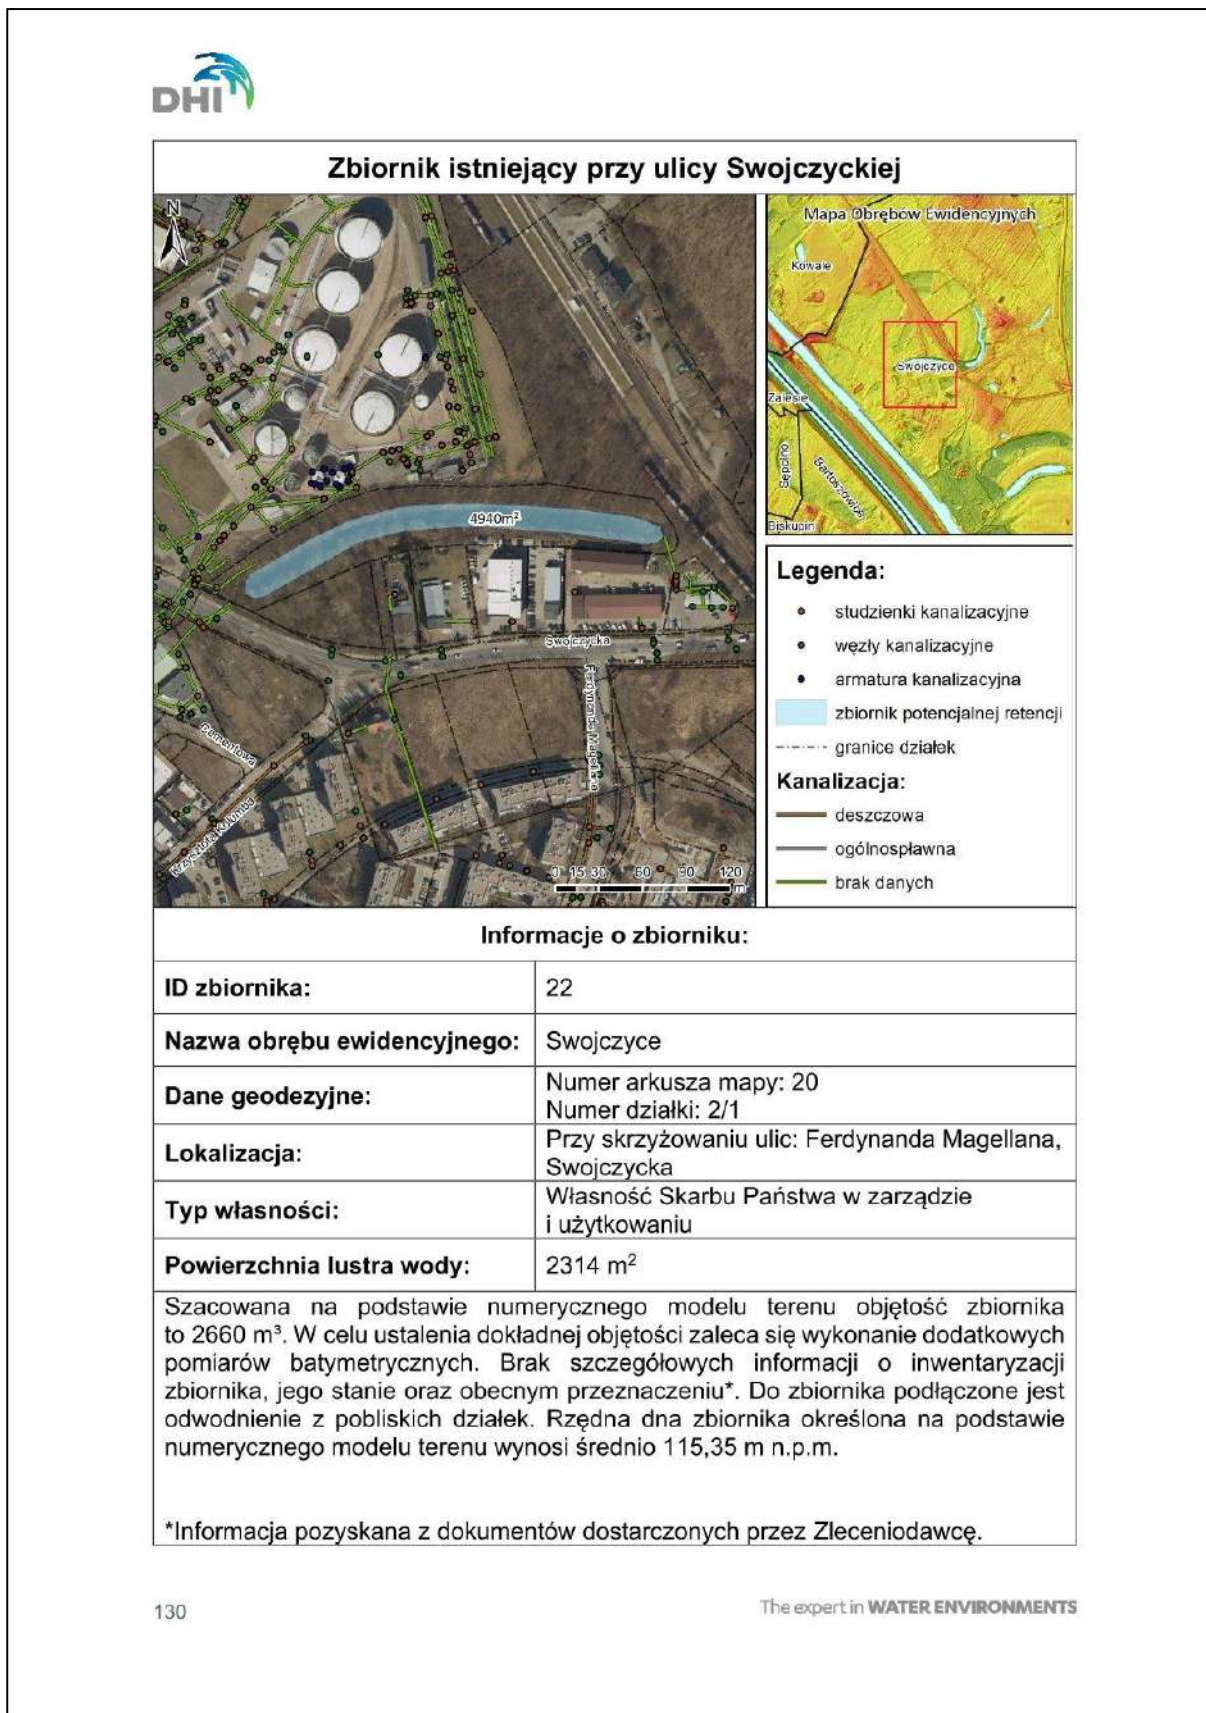 DHI
Zbiornik istniejący przy ulicy Swojczyckiej
N
4940m²
Swojczycka
Ferdynanda Magellana
Cementowa
Krzysztofa Kolumba
0 15 30 60 90 120
m
Mapa Obrębów Ewidencyjnych
Kowale
Swojczyce
Zalesie
Sępolno
Bartoszowice
Biskupin
Legenda:
studzienki kanalizacyjne
węzły kanalizacyjne
armatura kanalizacyjna
zbiornik potencjalnej retencji
granice działek
Kanalizacja:
deszczowa
ogólnospławna
brak danych
Informacje o zbiorniku:
ID zbiornika: 22
Nazwa obrębu ewidencyjnego: Swojczyce
Dane geodezyjne: Numer arkusza mapy: 20
Numer działki: 2/1
Lokalizacja: Przy skrzyżowaniu ulic: Ferdynanda Magellana,
Swojczycka
Typ własności: Własność Skarbu Państwa w zarządzie
i użytkowaniu
Powierzchnia lustra wody: 2314 m²
Szacowana na podstawie numerycznego modelu terenu objętość zbiornika
to 2660 m³. W celu ustalenia dokładnej objętości zaleca się wykonanie dodatkowych
pomiarów batymetrycznych. Brak szczegółowych informacji o inwentaryzacji
zbiornika, jego stanie oraz obecnym przeznaczeniu*. Do zbiornika podłączone jest
odwodnienie z pobliskich działek. Rzędna dna zbiornika określona na podstawie
numerycznego modelu terenu wynosi średnio 115,35 m n.p.m.
*Informacja pozyskana z dokumentów dostarczonych przez Zleceniodawcę.
130
The expert in WATER ENVIRONMENTS